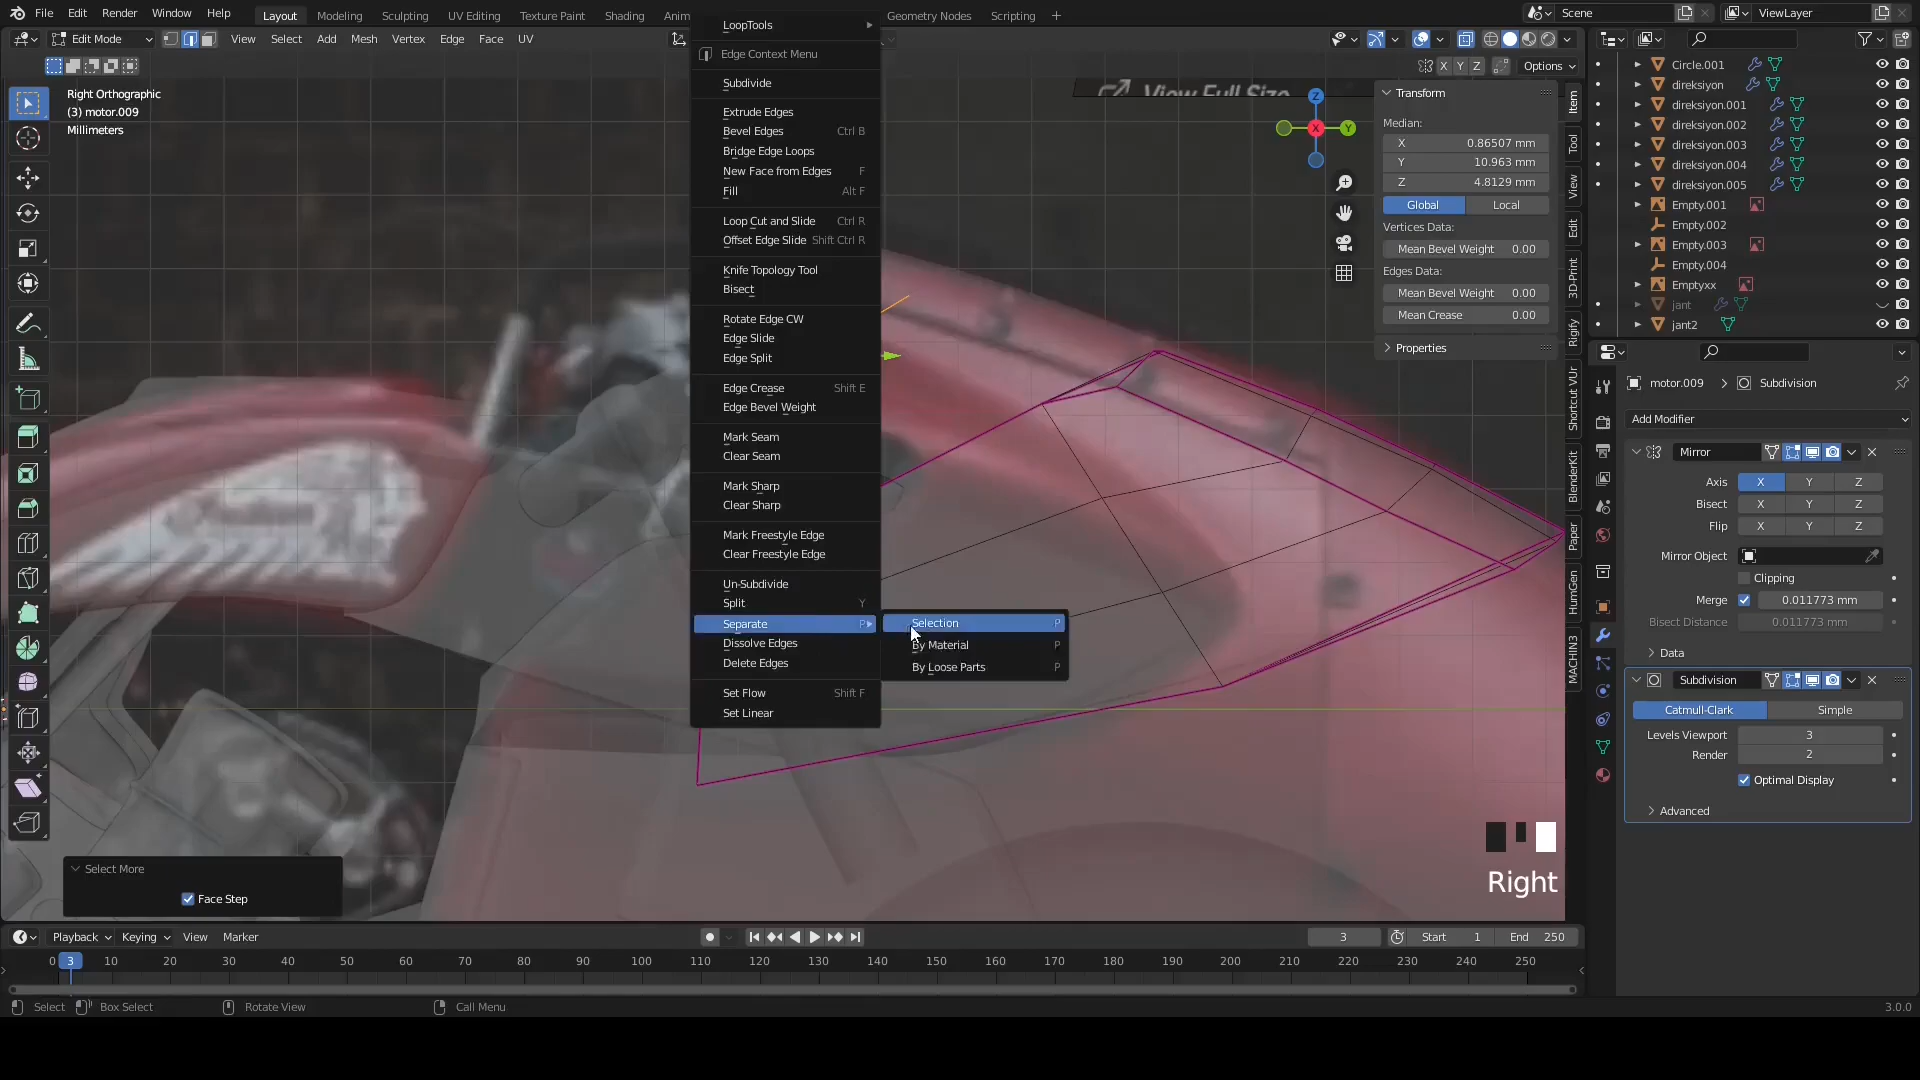 File Edit Render Window Help Layout Modeling Sculpting UV Editing Texture Paint Shading Anim Geometry Nodes Scripting + Scene ViewLayer
Edit Mode View Select Add Mesh Vertex Edge Face UV
X Y Z Options
Right Orthographic
(3) motor.009
Millimeters
View Full Size
LoopTools
Edge Context Menu
Subdivide
Extrude Edges
Bevel Edges Ctrl B
Bridge Edge Loops
New Face from Edges F
Fill Alt F
Loop Cut and Slide Ctrl R
Offset Edge Slide Shift Ctrl R
Knife Topology Tool
Bisect
Rotate Edge CW
Edge Slide
Edge Split
Edge Crease Shift E
Edge Bevel Weight
Mark Seam
Clear Seam
Mark Sharp
Clear Sharp
Mark Freestyle Edge
Clear Freestyle Edge
Un-Subdivide
Split Y
Separate P
Dissolve Edges
Delete Edges
Set Flow Shift F
Set Linear
Selection P
By Material P
By Loose Parts P
Z
X
Y
Transform
Median:
X 0.86507 mm
Y 10.963 mm
Z 4.8129 mm
Global Local
Vertices Data:
Mean Bevel Weight 0.00
Edges Data:
Mean Bevel Weight 0.00
Mean Crease 0.00
Properties
Item
Tool
View
Edit
3D-Print
Rigify
Shortcut VUr
BlenderKit
Paper
HumGen
MACHIN3
Circle.001
direksiyon
direksiyon.001
direksiyon.002
direksiyon.003
direksiyon.004
direksiyon.005
Empty.001
Empty.002
Empty.003
Empty.004
Emptyxx
jant
jant2
motor.009 Subdivision
Add Modifier
Mirror
Axis X Y Z
Bisect X Y Z
Flip X Y Z
Mirror Object
Clipping
Merge 0.011773 mm
Bisect Distance 0.011773 mm
Data
Subdivision
Catmull-Clark Simple
Levels Viewport 3
Render 2
Optimal Display
Advanced
Select More
Face Step
Right
Playback Keying View Marker 3 Start 1 End 250
0 3 10 20 30 40 50 60 70 80 90 100 110 120 130 140 150 160 170 180 190 200 210 220 230 240 250
Select Box Select Rotate View Call Menu 3.0.0